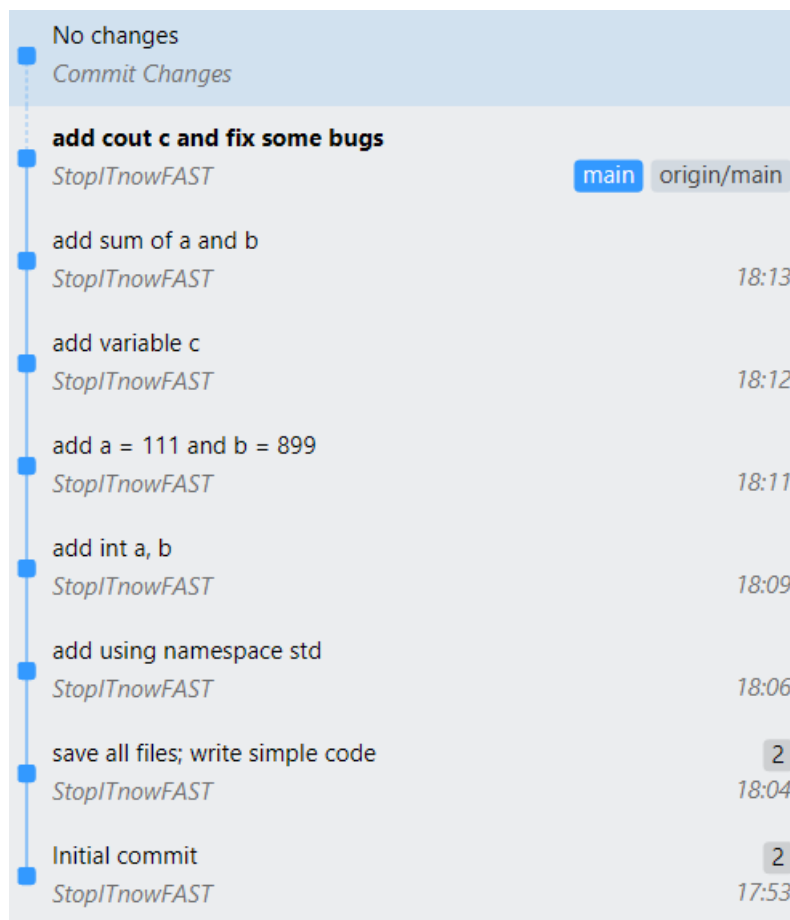 No changes
Commit Changes
add cout c and fix some bugs
StopITnowFAST main origin/main
add sum of a and b
StopITnowFAST 18:13
add variable c
StopITnowFAST 18:12
add a = 111 and b = 899
StopITnowFAST 18:11
add int a, b
StopITnowFAST 18:09
add using namespace std
StopITnowFAST 18:06
save all files; write simple code 2
StopITnowFAST 18:04
Initial commit 2
StopITnowFAST 17:53